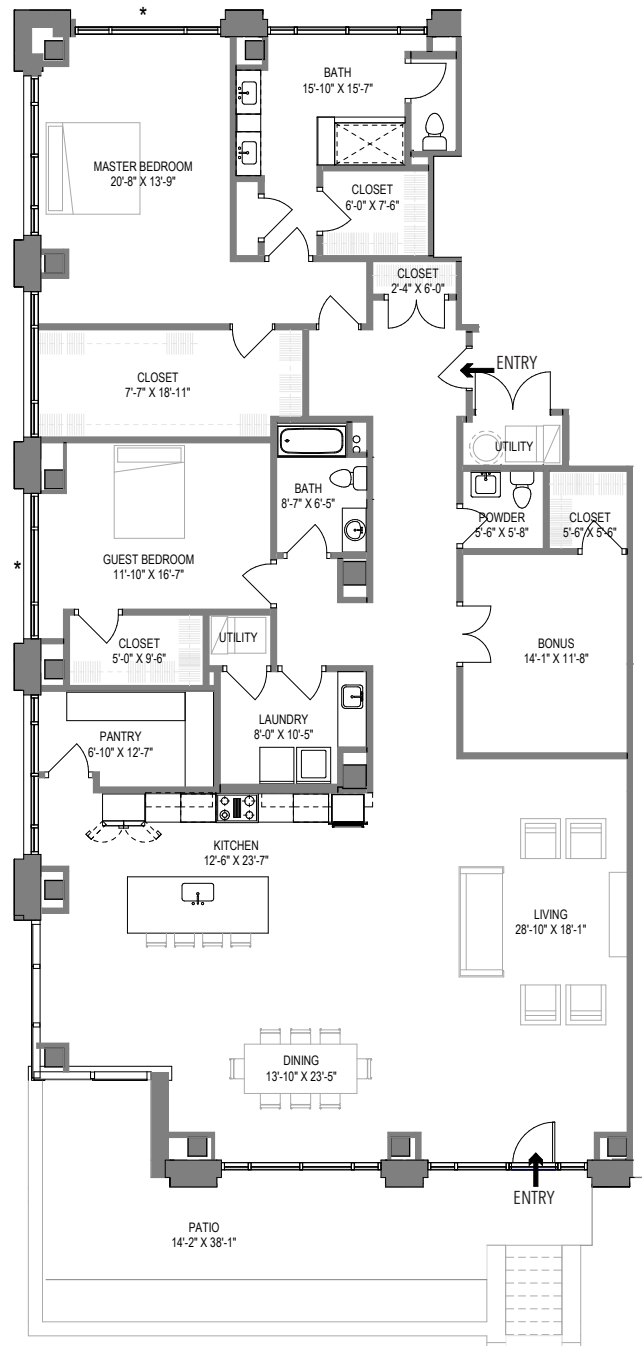 *
BATH
15'-10" X 15'-7"
MASTER BEDROOM
20'-8" X 13'-9"
CLOSET
6'-0" X 7'-6"
CLOSET
2'-4" X 6'-0"
ENTRY
CLOSET
7'-7" X 18'-11"
UTILITY
BATH
8'-7" X 6'-5"
POWDER
5'-6" X 5'-8"
CLOSET
5'-6" X 5'-6"
*
GUEST BEDROOM
11'-10" X 16'-7"
UTILITY
CLOSET
5'-0" X 9'-6"
BONUS
14'-1" X 11'-8"
LAUNDRY
8'-0" X 10'-5"
PANTRY
6'-10" X 12'-7"
KITCHEN
12'-6" X 23'-7"
LIVING
28'-10" X 18'-1"
DINING
13'-10" X 23'-5"
ENTRY
PATIO
14'-2" X 38'-1"